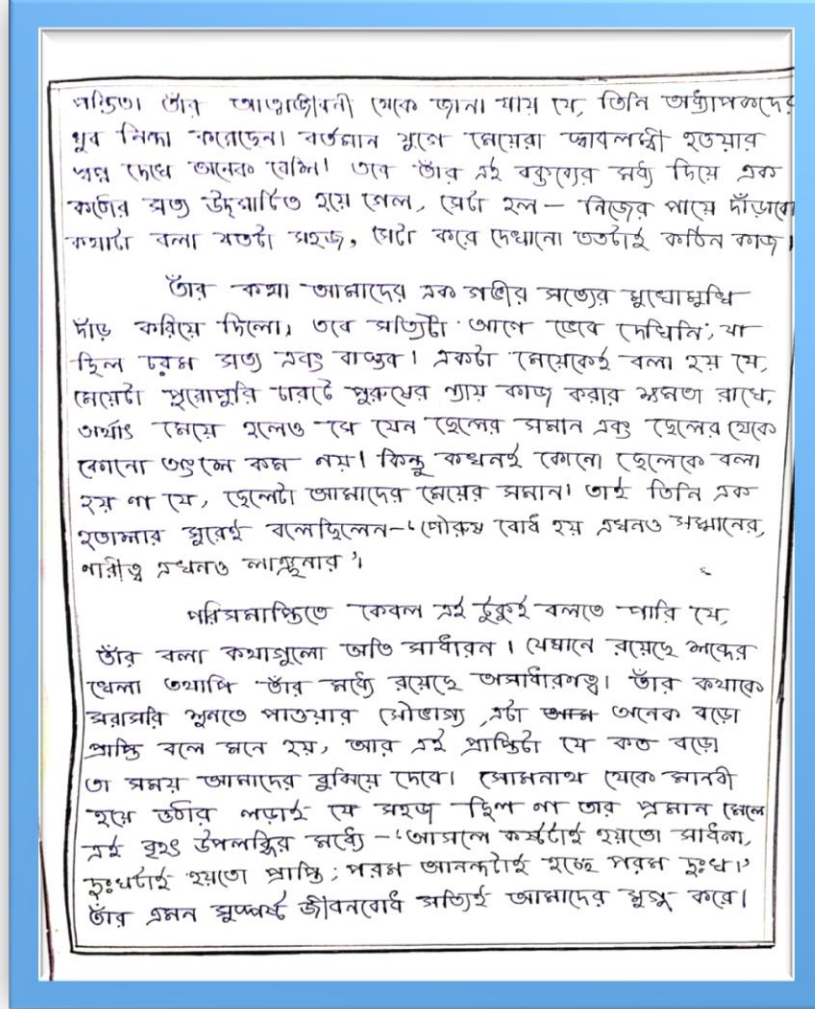 পন্ডিত। তাঁর আত্মজীবনী থেকে জানা যায় যে, তিনি অধ্যাপকদের
খুব নিন্দা করেছেন। বর্তমান যুগে মেয়েরা স্বাবলম্বী হওয়ার
স্বপ্ন দেখে অনেক বেশি। তবে তাঁর এই বক্তব্যের মধ্য দিয়ে এক
কঠোর সত্য উদ্ঘাটিত হয়ে গেল, সেটা হল – নিজের পায়ে দাঁড়াবো
কথাটা বলা যতটা সহজ, সেটা করে দেখানো ততটাই কঠিন কাজ।
তাঁর কথা আমাদের এক গভীর সত্যের মুখোমুখি
দাঁড় করিয়ে দিলো, তবে সত্যিটা আগে ভেবে দেখিনি, যা
ছিল চরম সত্য এবং বাস্তব। একটা মেয়েকেই বলা হয় যে,
মেয়েটা পুরোপুরি চারটে পুরুষের ন্যায় কাজ করার ক্ষমতা রাখে,
অর্থাৎ মেয়ে হলেও সে যেন ছেলের সমান এবং ছেলের থেকে
কোনো অংশে কম নয়। কিন্তু কখনই কোনো ছেলেকে বলা
হয় না যে, ছেলেটা আমাদের মেয়ের সমান। তাই তিনি এক
হতাশার সুরেই বলেছিলেন–‘পৌরুষ বোধ হয় এখনও সম্মানের,
নারীত্ব এখনও লাঞ্ছনার’।
পরিসমাপ্তিতে কেবল এই টুকুই বলতে পারি যে,
তাঁর বলা কথাগুলো অতি সাধারন। যেখানে রয়েছে শব্দের
খেলা তথাপি তাঁর মধ্যে রয়েছে অসাধারণত্ব। তাঁর কথাকে
সরাসরি শুনতে পাওয়ার সৌভাগ্য, এটা অনেক বড়ো
প্রাপ্তি বলে মনে হয়, আর এই প্রাপ্তিটা যে কত বড়ো
তা সময় আমাদের বুঝিয়ে দেবে। সোমনাথ থেকে মানবী
হয়ে ওঠার লড়াই যে সহজ ছিল না তার প্রমান মেলে
এই বৃহৎ উপলব্ধির মধ্যে –‘আসলে কষ্টটাই হয়তো সাধনা,
দুঃখটাই হয়তো প্রাপ্তি; পরম আনন্দটাই হচ্ছে পরম দুঃখ।’
তাঁর এমন সুস্পষ্ট জীবনবোধ সত্যিই আমাদের মুগ্ধ করে।